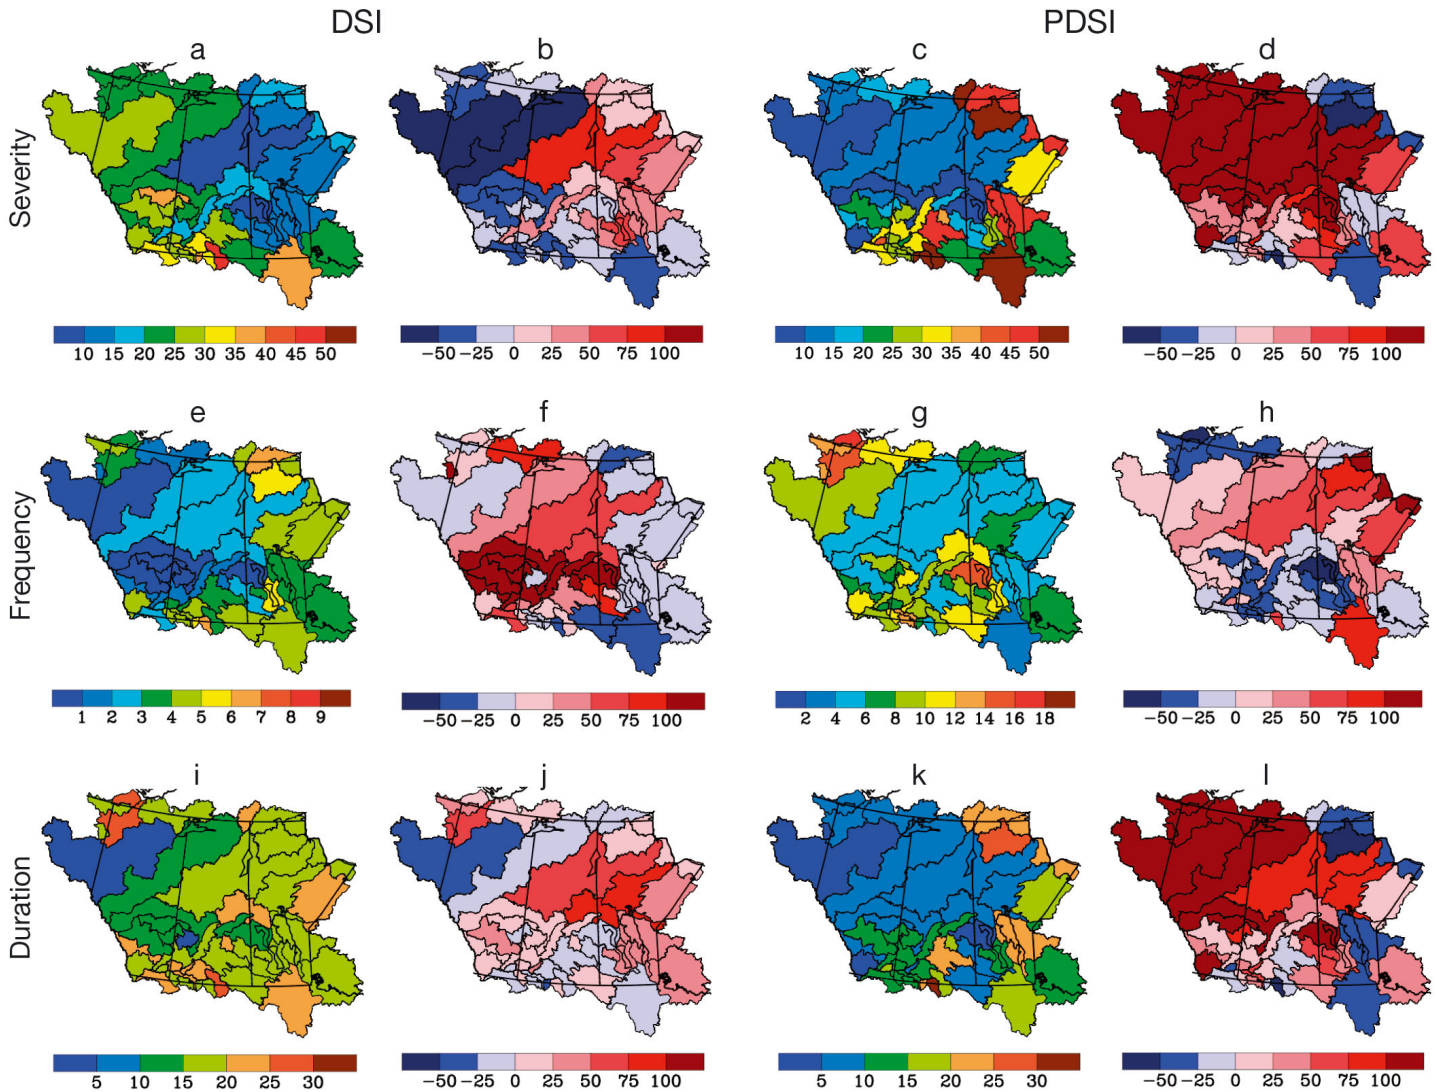 DSI PDSI
a b c d
Severity
10 15 20 25 30 35 40 45 50
−50 −25 0 25 50 75 100
10 15 20 25 30 35 40 45 50
−50 −25 0 25 50 75 100
e f g h
Frequency
1 2 3 4 5 6 7 8 9
−50 −25 0 25 50 75 100
2 4 6 8 10 12 14 16 18
−50 −25 0 25 50 75 100
i j k l
Duration
5 10 15 20 25 30
−50 −25 0 25 50 75 100
5 10 15 20 25 30
−50 −25 0 25 50 75 100